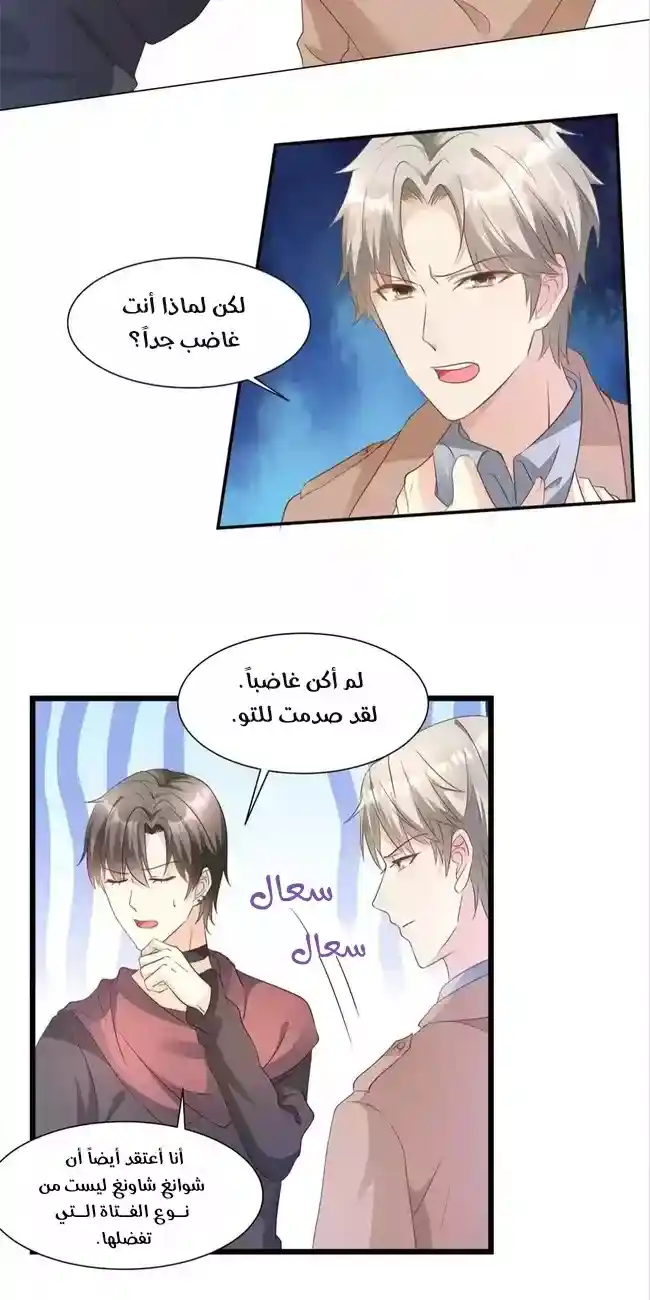 لكن لماذا أنت
غاضب جداً؟
لم أكن غاضباً.
لقد صدمت للتو.
سعال
سعال
أنا أعتقد أيضاً أن
شوانغ شاونغ ليست من
نـوع الفـتاة الـتي
تفضلها.